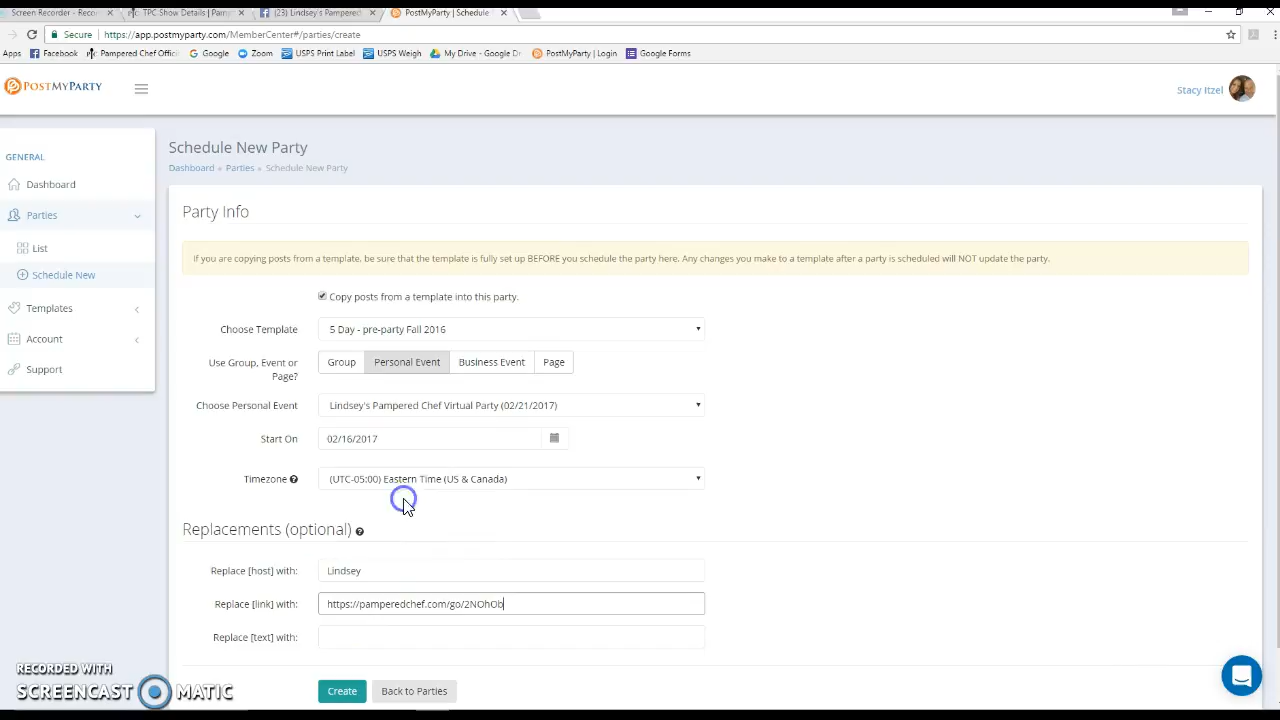 Screen Recorder - Reco
TPC Show Details | Pam
(23) Lindsey's Pampered
PostMyParty | Schedule
Secure
https://app.postmyparty.com/MemberCenter#/parties/create
Apps
Facebook
Pampered Chef Offici
Google
Zoom
USPS Print Label
USPS Weigh
My Drive - Google Dr
PostMyParty | Login
Google Forms
POSTMYPARTY
Stacy Itzel
GENERAL
Dashboard
Parties
List
Schedule New
Templates
Account
Support
Schedule New Party
Dashboard » Parties » Schedule New Party
Party Info
If you are copying posts from a template, be sure that the template is fully set up BEFORE you schedule the party here. Any changes you make to a template after a party is scheduled will NOT update the party.
Copy posts from a template into this party.
Choose Template
5 Day - pre-party Fall 2016
Use Group, Event or
Page?
Group
Personal Event
Business Event
Page
Choose Personal Event
Lindsey's Pampered Chef Virtual Party (02/21/2017)
Start On
02/16/2017
Timezone
(UTC-05:00) Eastern Time (US & Canada)
Replacements (optional)
Replace [host] with:
Lindsey
Replace [link] with:
https://pamperedchef.com/go/2NOhOb
Replace [text] with:
Create
Back to Parties
RECORDED WITH
SCREENCAST MATIC